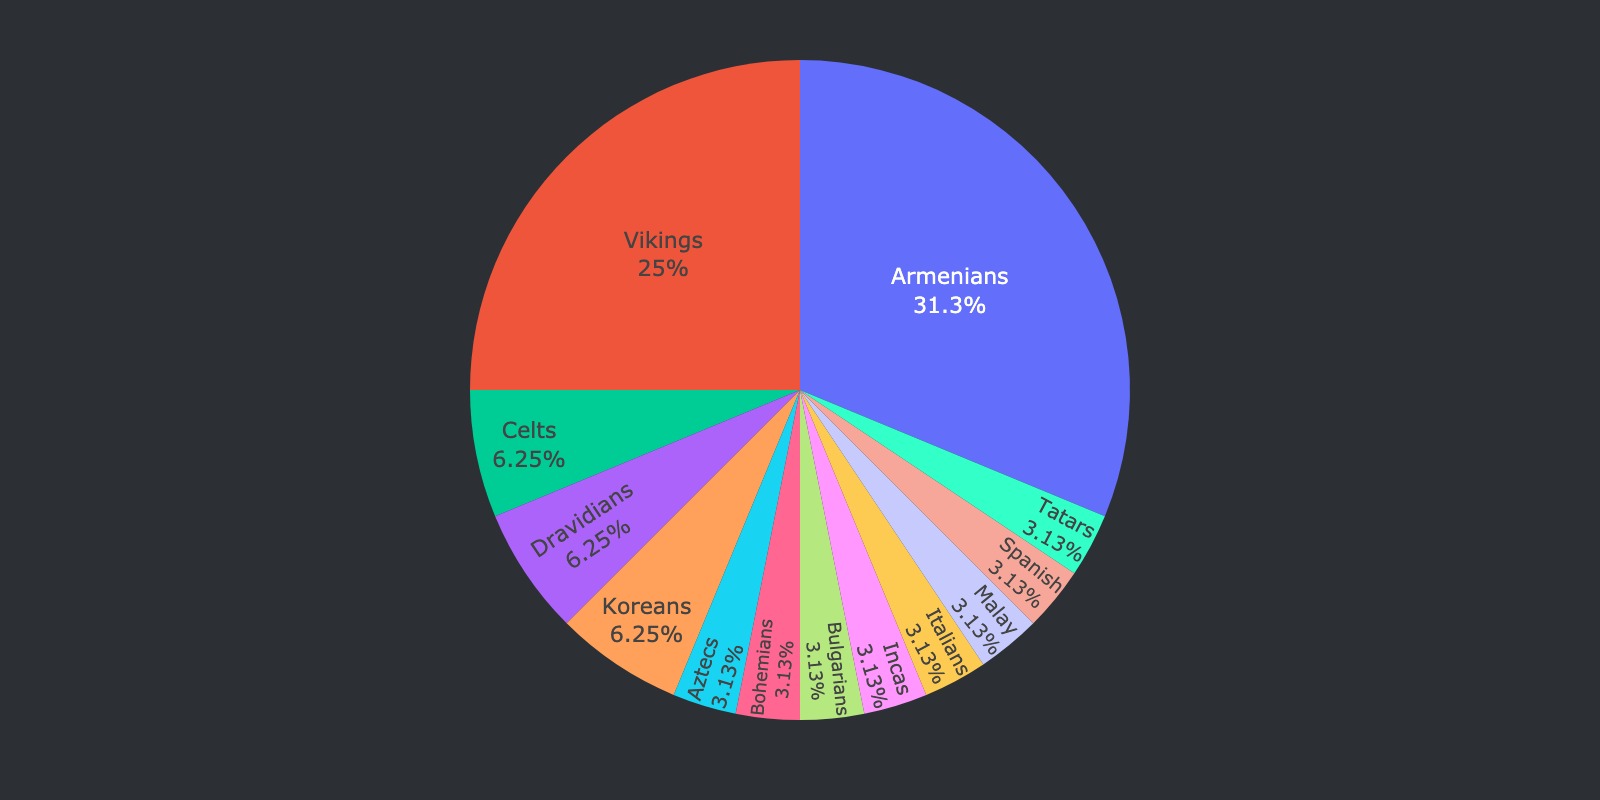 Vikings
25%
Armenians
31.3%
Celts
6.25%
Dravidians
6.25%
Koreans
6.25%
Aztecs
3.13%
Bohemians
3.13%
Bulgarians
3.13%
Incas
3.13%
Italians
3.13%
Malay
3.13%
Spanish
3.13%
Tatars
3.13%